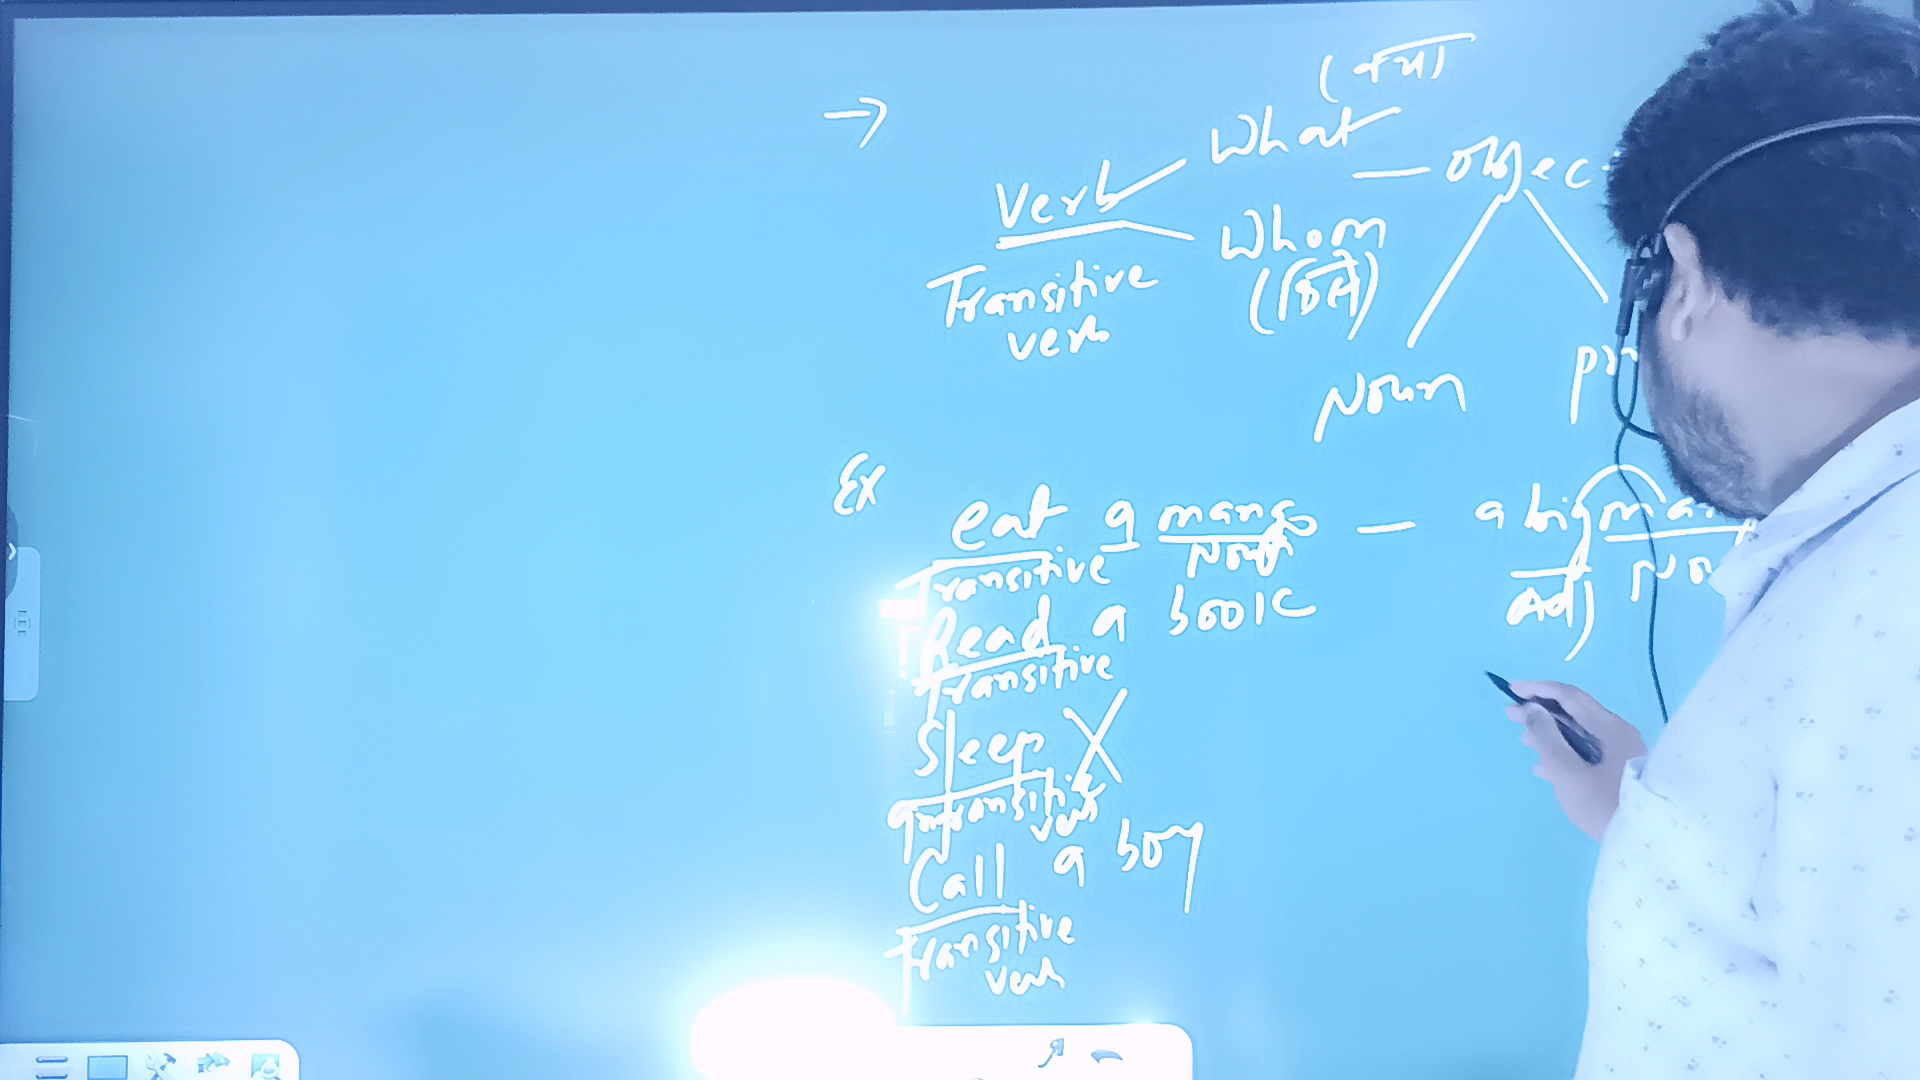 →
(क्या)
What
Verb — object
Whom
(किसे)
Transitive
verb
Noun
Ex
eat a mango — a big
Transitive Noun
Adj
Read a book
Transitive
Sleep X
Intransitive
verb
Call a boy
Transitive
verb